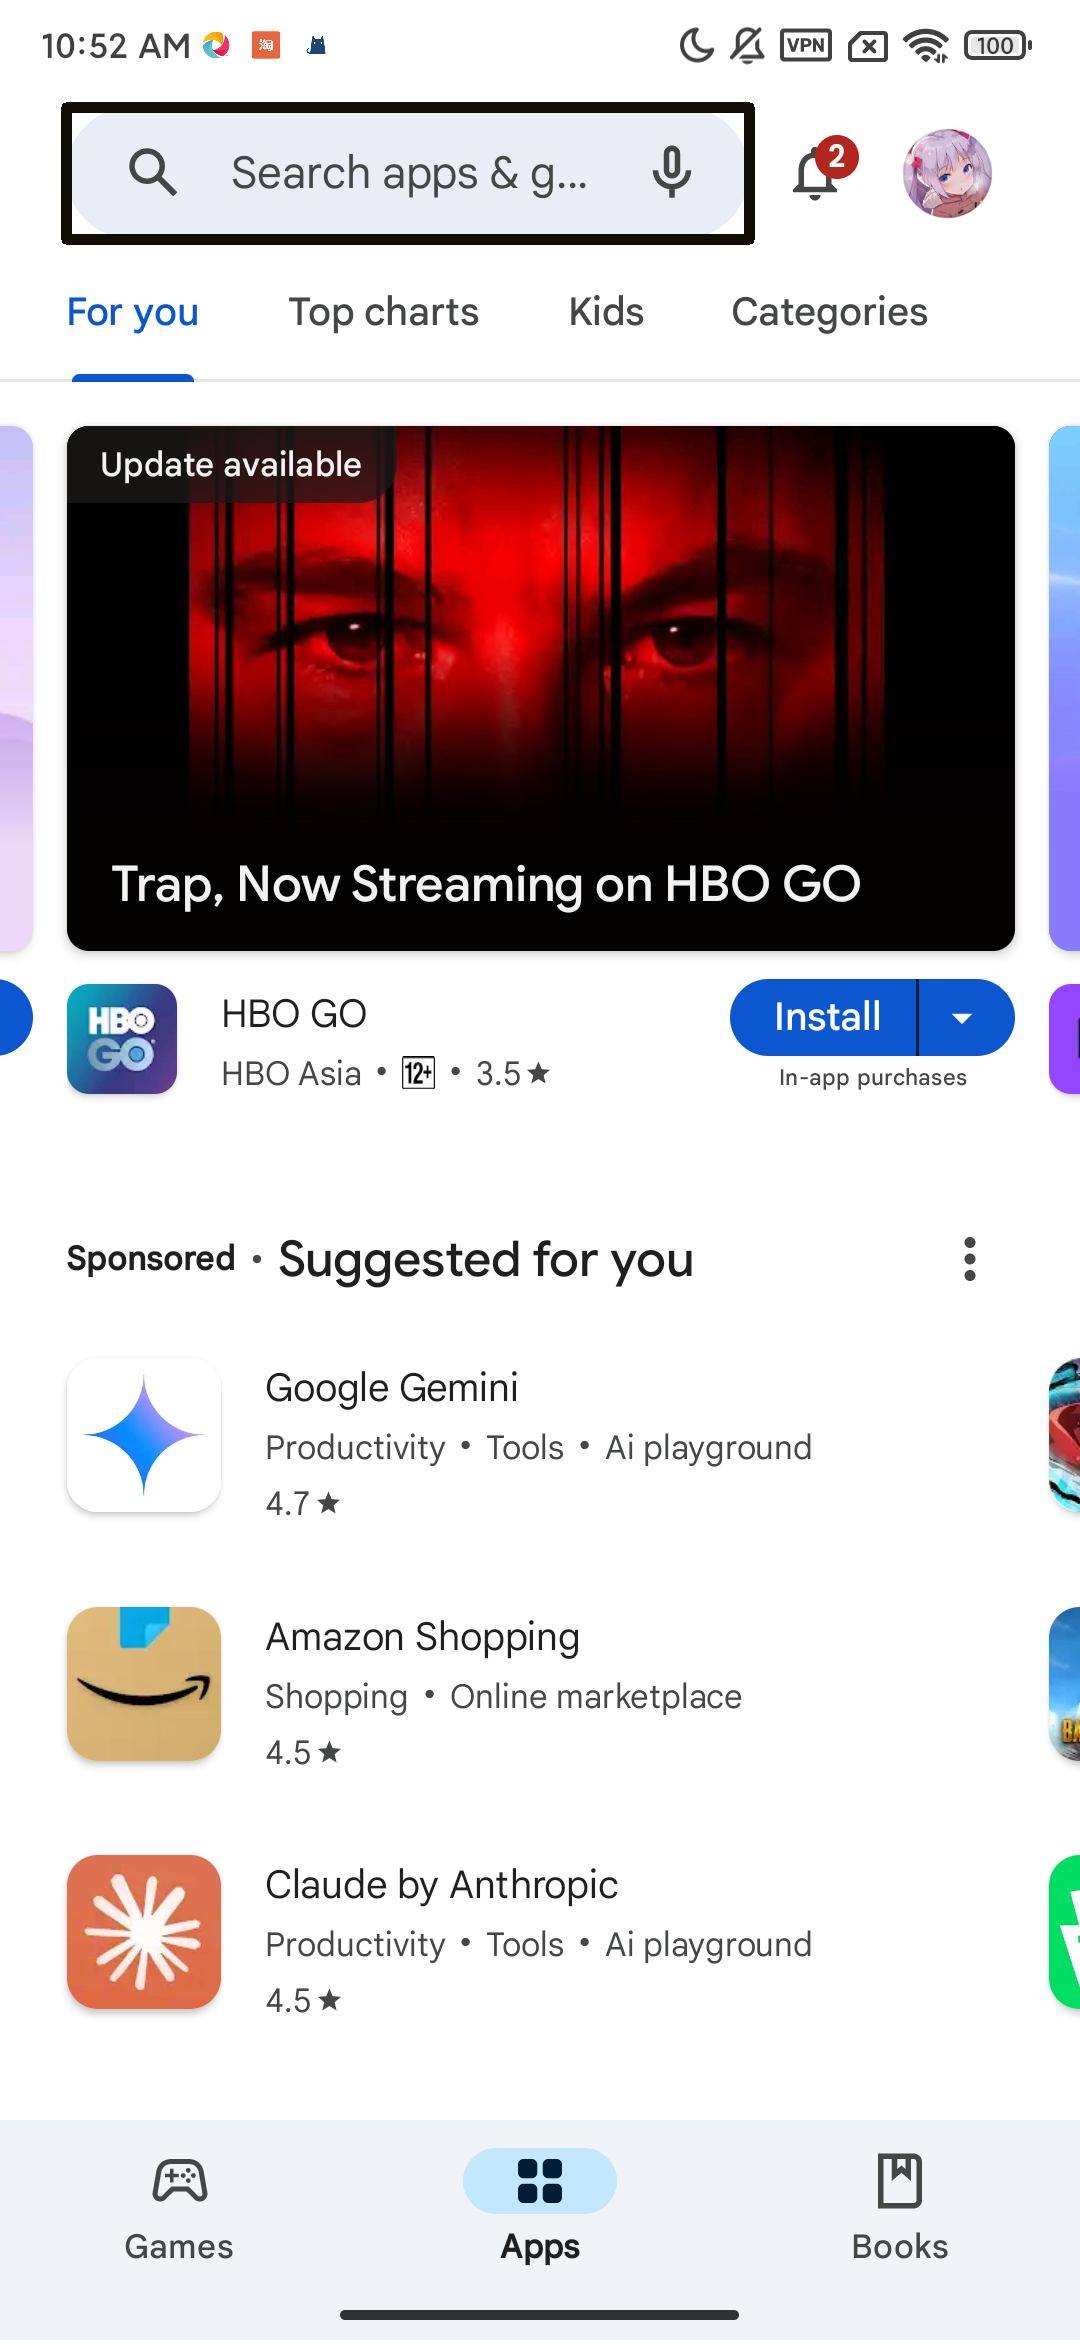 10:52 AM 淘 VPN 100
Search apps & g...
2
For you Top charts Kids Categories
Update available
Trap, Now Streaming on HBO GO
HBO GO
HBO GO
HBO Asia • 12+ • 3.5★
Install
In-app purchases
Sponsored • Suggested for you
Google Gemini
Productivity • Tools • Ai playground
4.7★
Amazon Shopping
Shopping • Online marketplace
4.5★
Claude by Anthropic
Productivity • Tools • Ai playground
4.5★
Games Apps Books